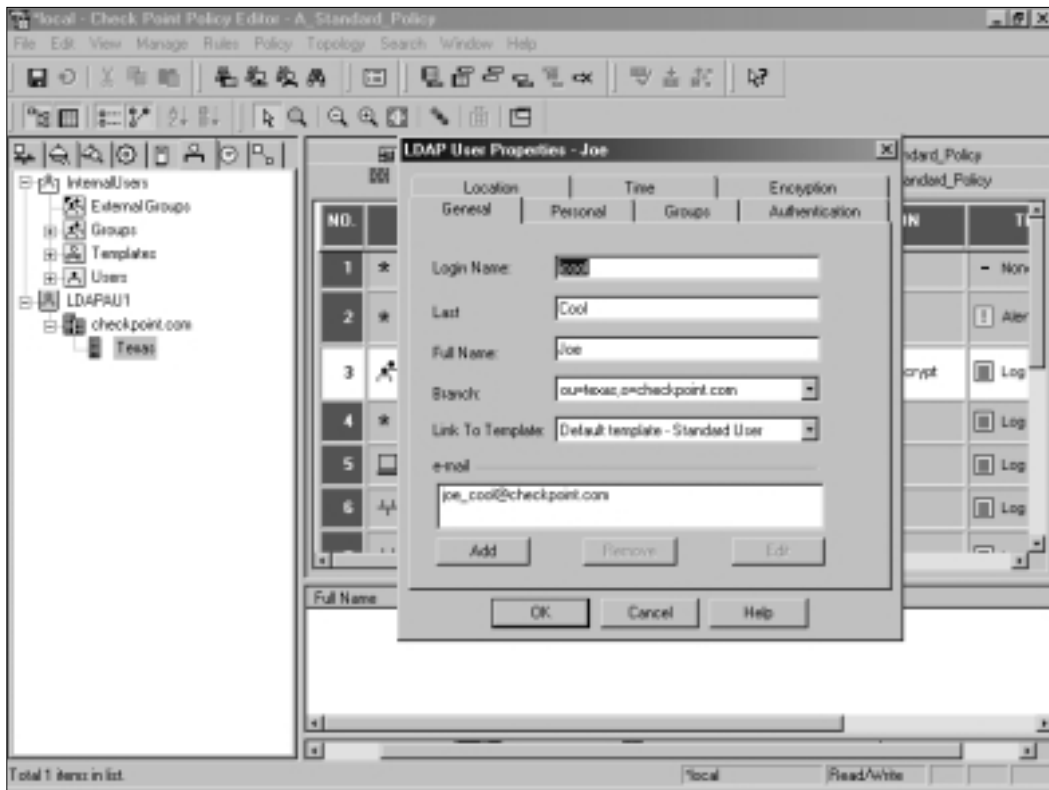 *local - Check Point Policy Editor - A_Standard_Policy
File Edit View Manage Rules Policy Topology Search Window Help
InternalUsers
External Groups
Groups
Templates
Users
LDAPAU1
checkpoint.com
Texas
LDAP User Properties - Joe
Location Time Encryption
General Personal Groups Authentication
Login Name:
Last Cool
Full Name: Joe
Branch: ou=texas,o=checkpoint.com
Link To Template: Default template - Standard User
e-mail
joe_cool@checkpoint.com
Add Remove Edit
OK Cancel Help
ndard_Policy
andard_Policy
NO. ON
1 - Non
2 Aler
3 crypt Log
4 Log
5 Log
6 Log
Full Name
Total 1 items in list. *local Read/Write